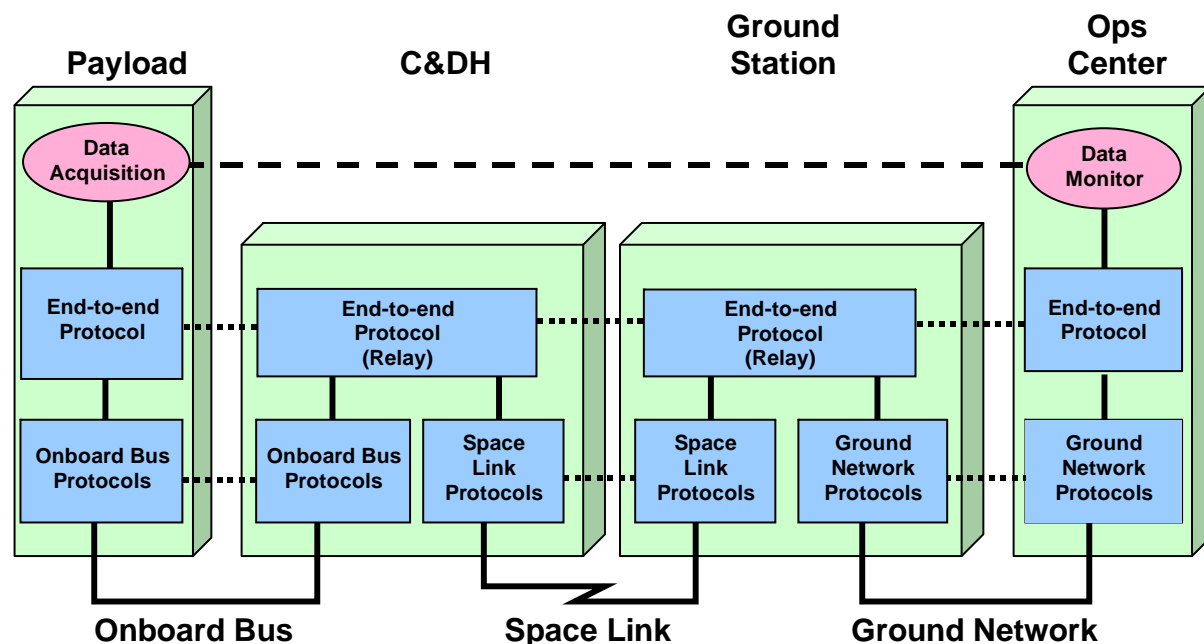 Payload
C&DH
Ground
Station
Ops
Center
Data
Acquisition
Data
Monitor
End-to-end
Protocol
End-to-end
Protocol
(Relay)
End-to-end
Protocol
(Relay)
End-to-end
Protocol
Onboard Bus
Protocols
Onboard Bus
Protocols
Space
Link
Protocols
Space
Link
Protocols
Ground
Network
Protocols
Ground
Network
Protocols
Onboard Bus
Space Link
Ground Network